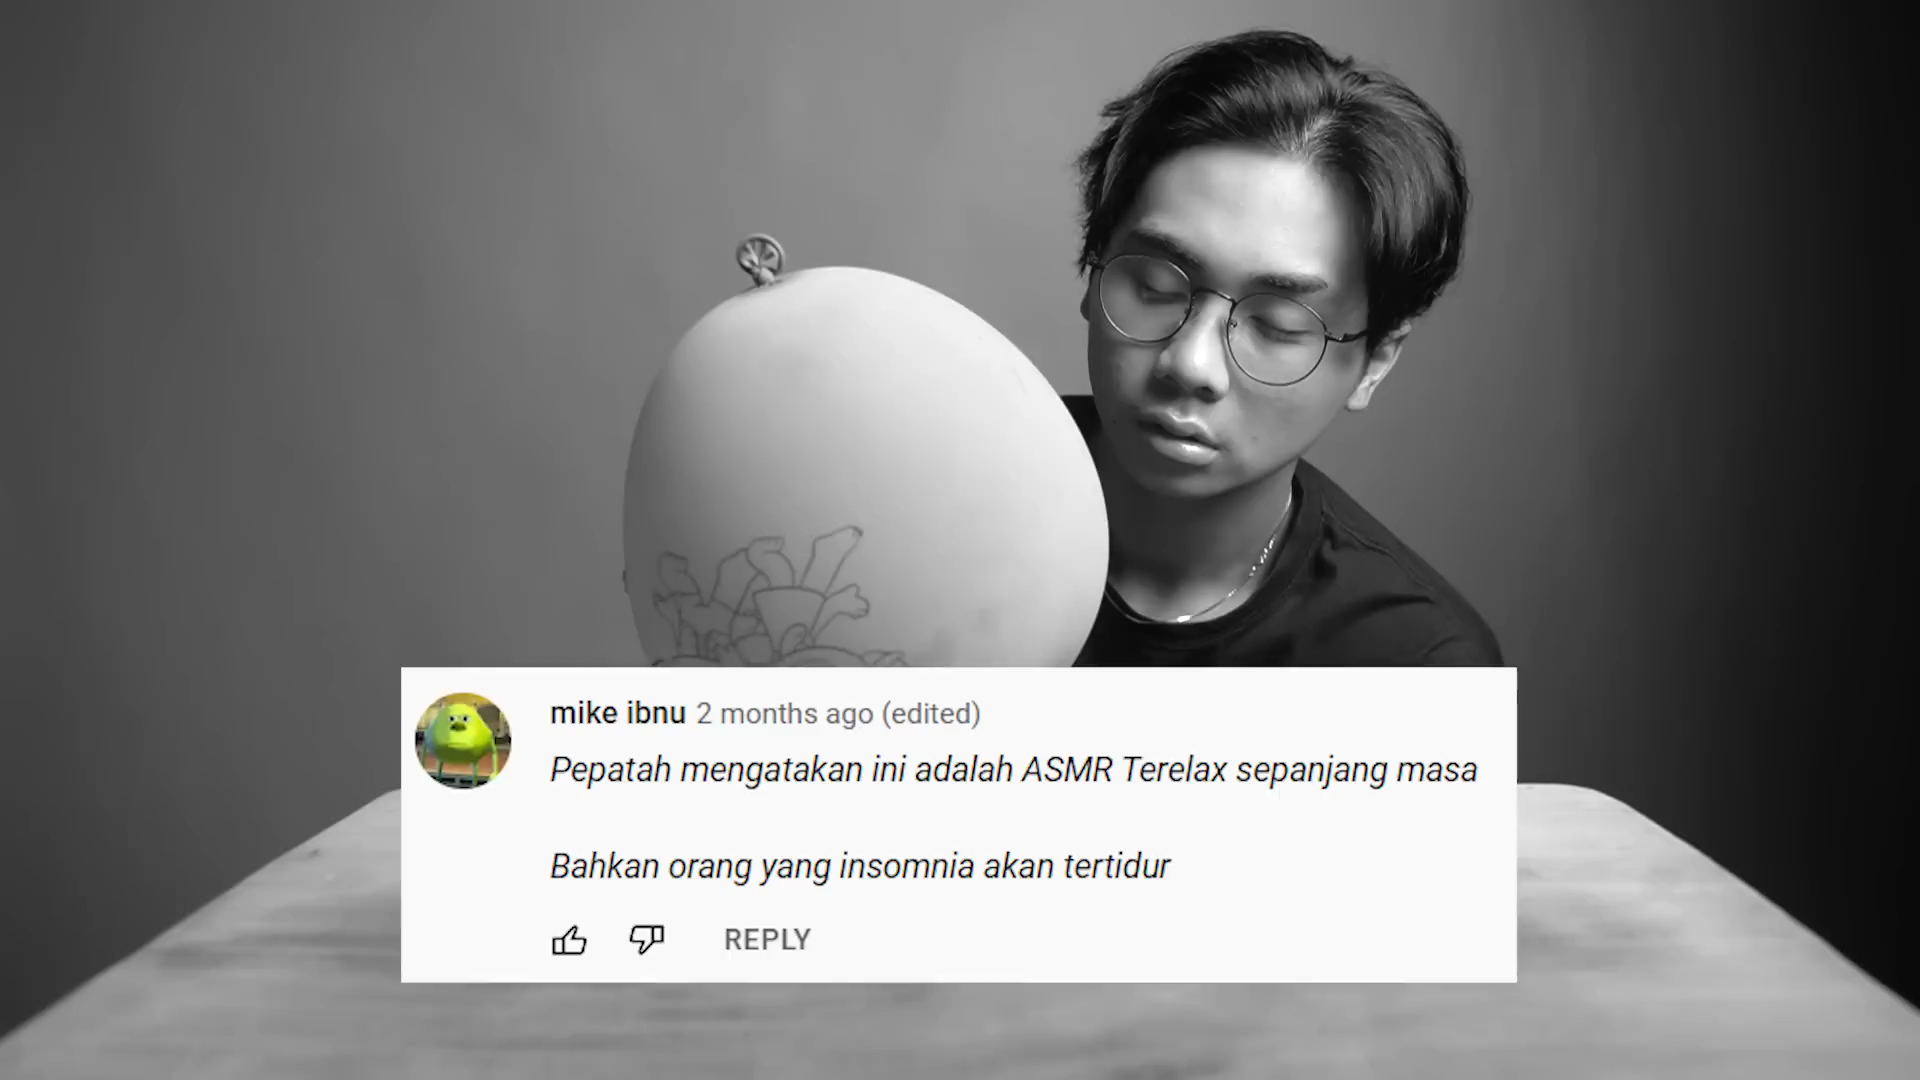 mike ibnu 2 months ago (edited)
Pepatah mengatakan ini adalah ASMR Terelax sepanjang masa
Bahkan orang yang insomnia akan tertidur
REPLY